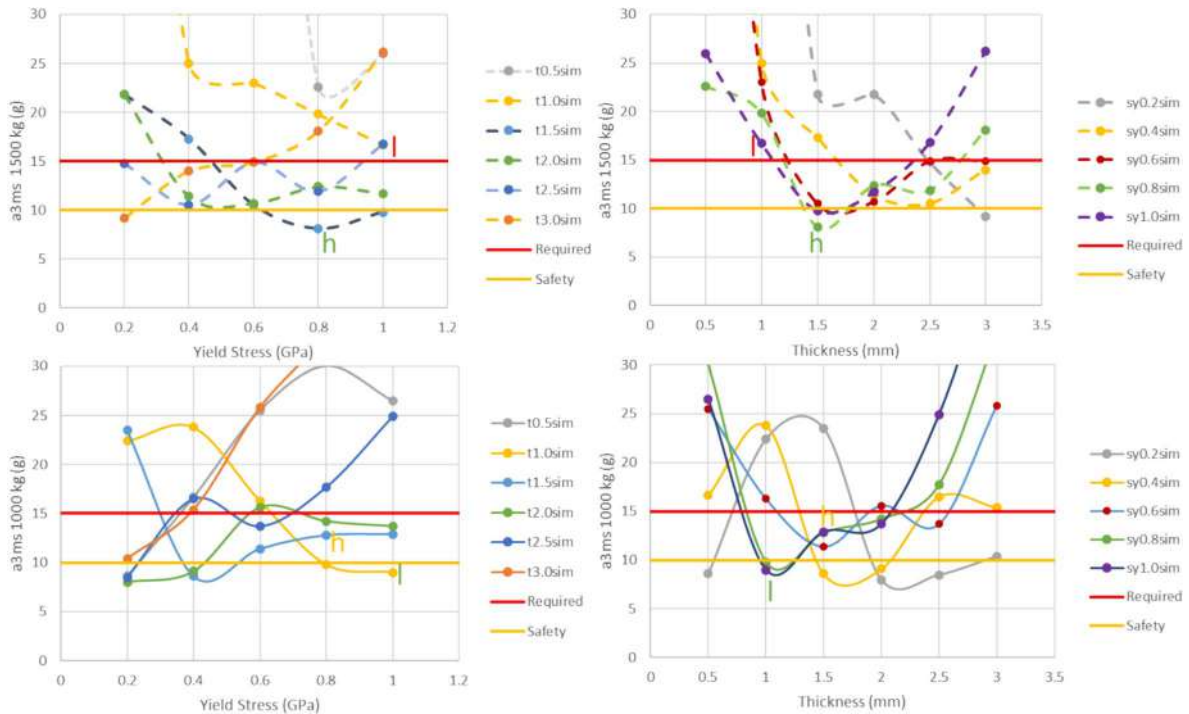 30
25
20
15
10
5
0
a3ms 1500 kg (g)
l
h
0 0.2 0.4 0.6 0.8 1 1.2
Yield Stress (GPa)
t0.5sim
t1.0sim
t1.5sim
t2.0sim
t2.5sim
t3.0sim
Required
Safety
30
25
20
15
10
5
0
a3ms 1500 kg (g)
l
h
0 0.5 1 1.5 2 2.5 3 3.5
Thickness (mm)
sy0.2sim
sy0.4sim
sy0.6sim
sy0.8sim
sy1.0sim
Required
Safety
30
25
20
15
10
5
0
a3ms 1000 kg (g)
h
l
0 0.2 0.4 0.6 0.8 1 1.2
Yield Stress (GPa)
t0.5sim
t1.0sim
t1.5sim
t2.0sim
t2.5sim
t3.0sim
Required
Safety
30
25
20
15
10
5
0
a3ms 1000 kg (g)
h
l
0 0.5 1 1.5 2 2.5 3 3.5
Thickness (mm)
sy0.2sim
sy0.4sim
sy0.6sim
sy0.8sim
sy1.0sim
Required
Safety